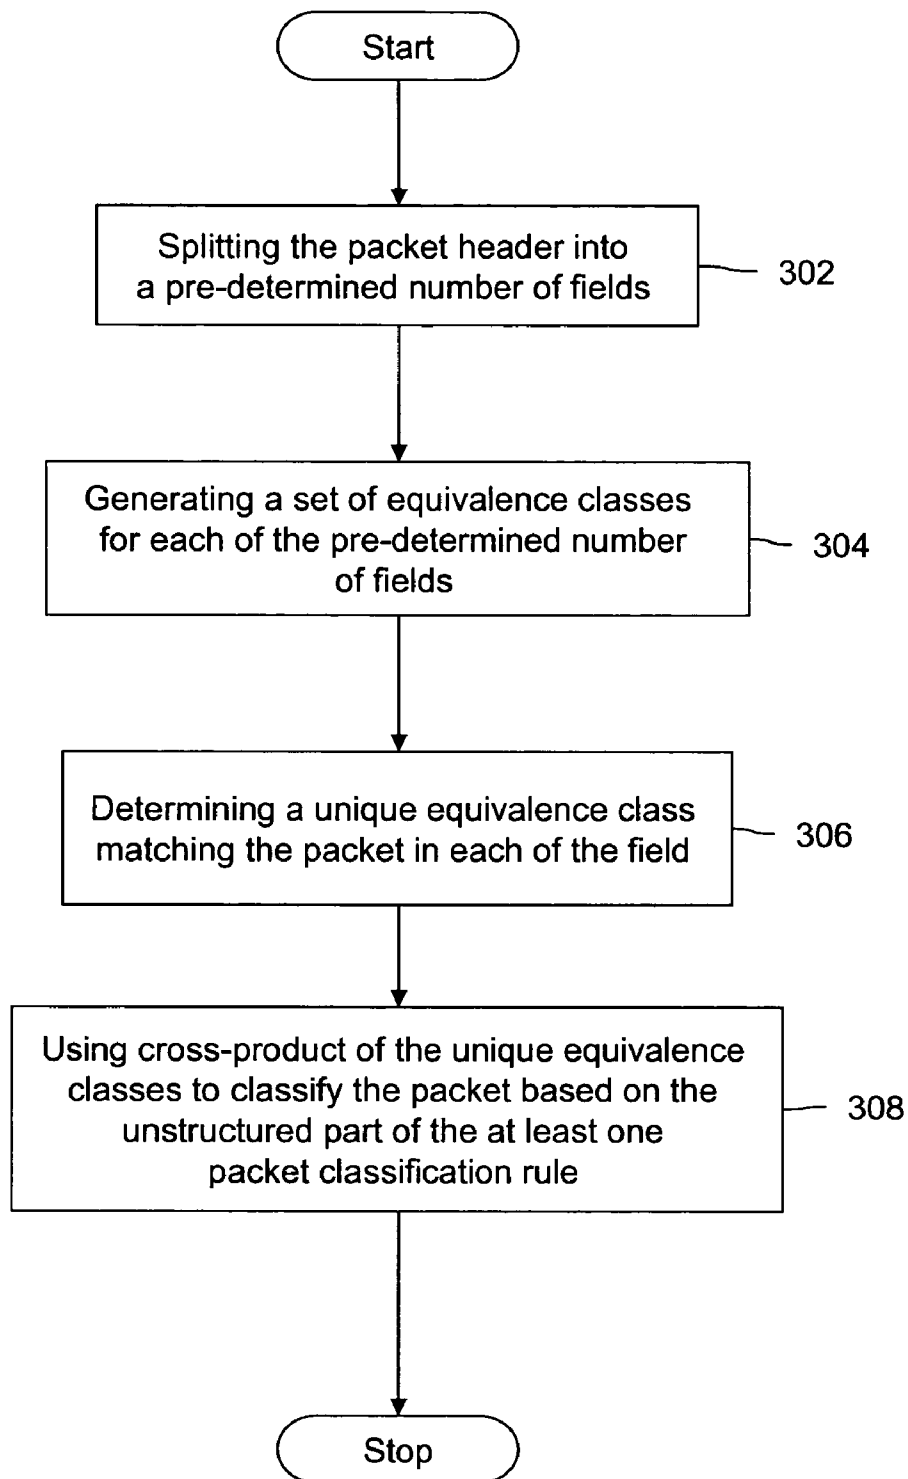 Start
Splitting the packet header into
a pre-determined number of fields
302
Generating a set of equivalence classes
for each of the pre-determined number
of fields
304
Determining a unique equivalence class
matching the packet in each of the field
306
Using cross-product of the unique equivalence
classes to classify the packet based on the
unstructured part of the at least one
packet classification rule
308
Stop